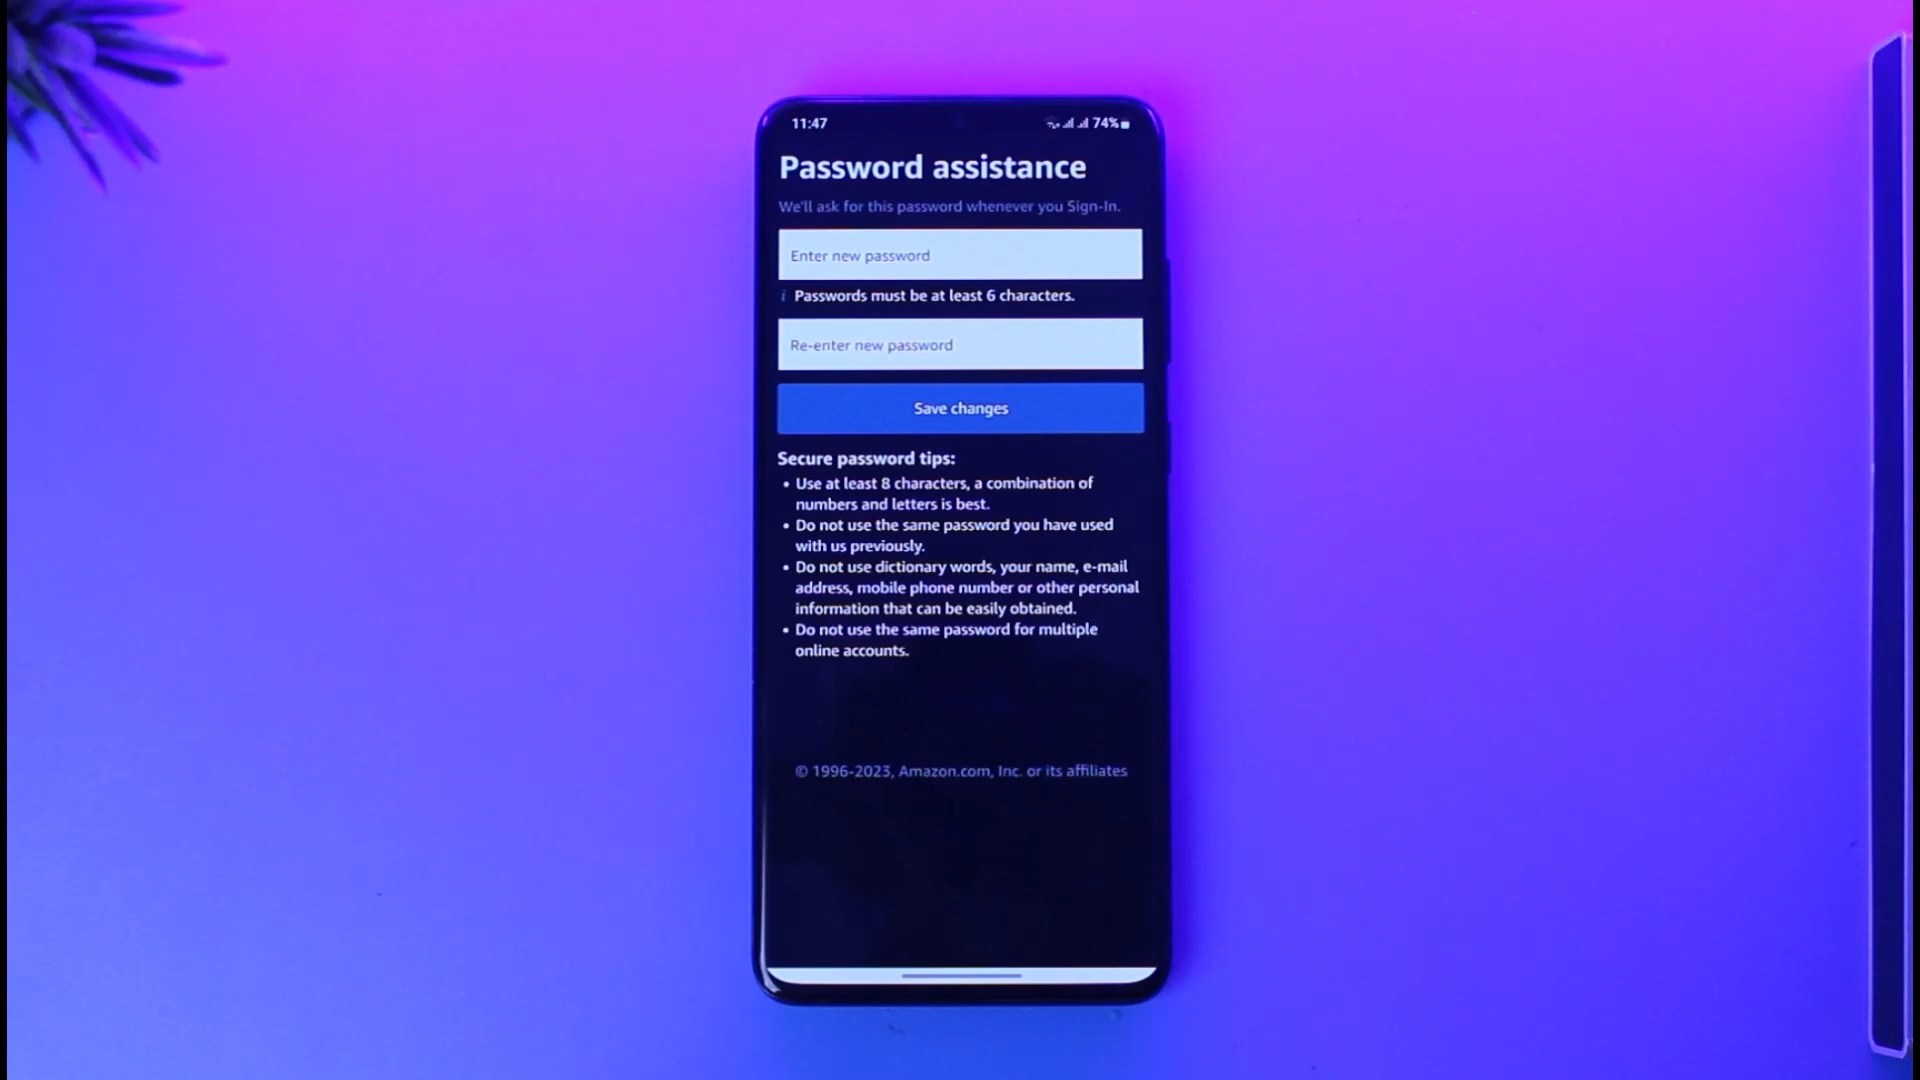 11:47 74%
Password assistance
We'll ask for this password whenever you Sign-In.
Enter new password
i Passwords must be at least 6 characters.
Re-enter new password
Save changes
Secure password tips:
• Use at least 8 characters, a combination of
numbers and letters is best.
• Do not use the same password you have used
with us previously.
• Do not use dictionary words, your name, e-mail
address, mobile phone number or other personal
information that can be easily obtained.
• Do not use the same password for multiple
online accounts.
© 1996-2023, Amazon.com, Inc. or its affiliates